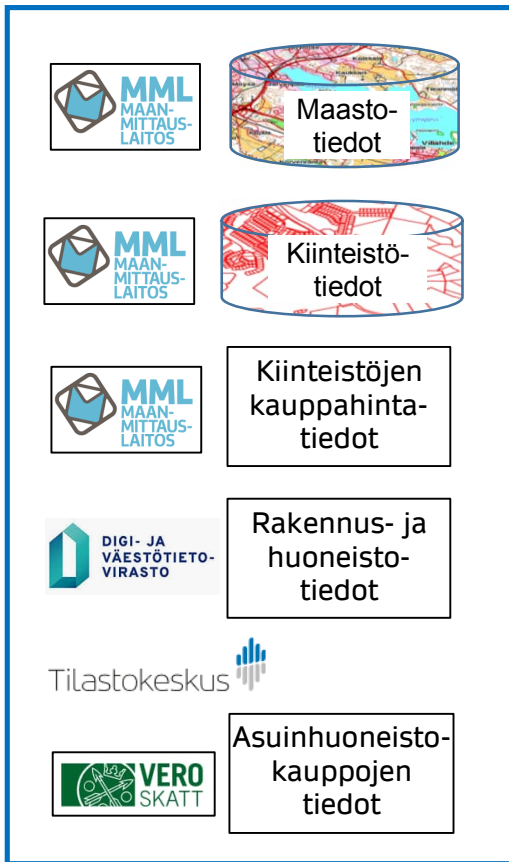 MML
MAAN-
MITTAUS-
LAITOS
Maasto-
tiedot
MML
MAAN-
MITTAUS-
LAITOS
Kiinteistö-
tiedot
MML
MAAN-
MITTAUS-
LAITOS
Kiinteistöjen
kauppahinta-
tiedot
DIGI- JA
VÄESTÖTIETO-
VIRASTO
Rakennus- ja
huoneisto-
tiedot
Tilastokeskus
VERO
SKATT
Asuinhuoneisto-
kauppojen
tiedot